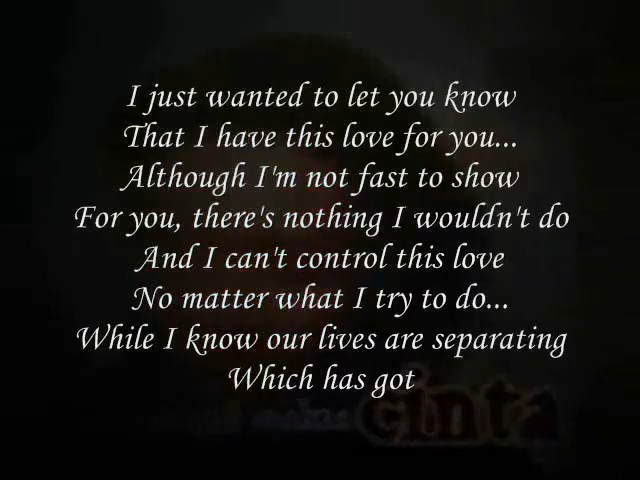 I just wanted to let you know
That I have this love for you...
Although I'm not fast to show
For you, there's nothing I wouldn't do
And I can't control this love
No matter what I try to do...
While I know our lives are separating
Which has got
cinta